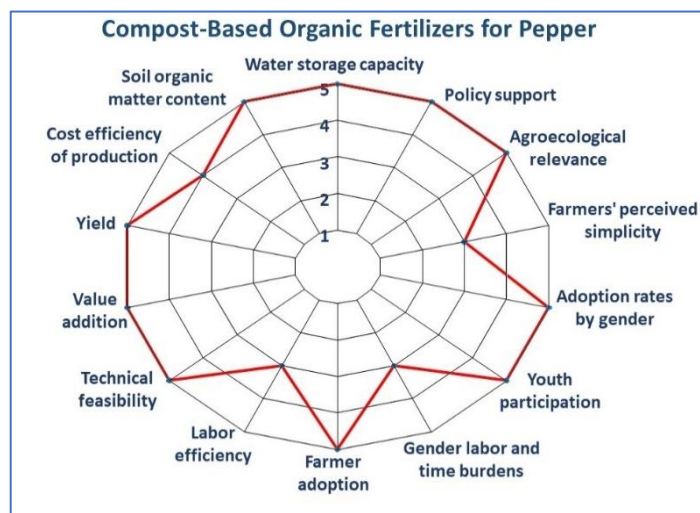 Compost-Based Organic Fertilizers for Pepper
Water storage capacity
Policy support
Agroecological
relevance
Farmers' perceived
simplicity
Adoption rates
by gender
Youth
participation
Gender labor and
time burdens
Farmer
adoption
Labor
efficiency
Technical
feasibility
Value
addition
Yield
Cost efficiency
of production
Soil organic
matter content
5
4
3
2
1